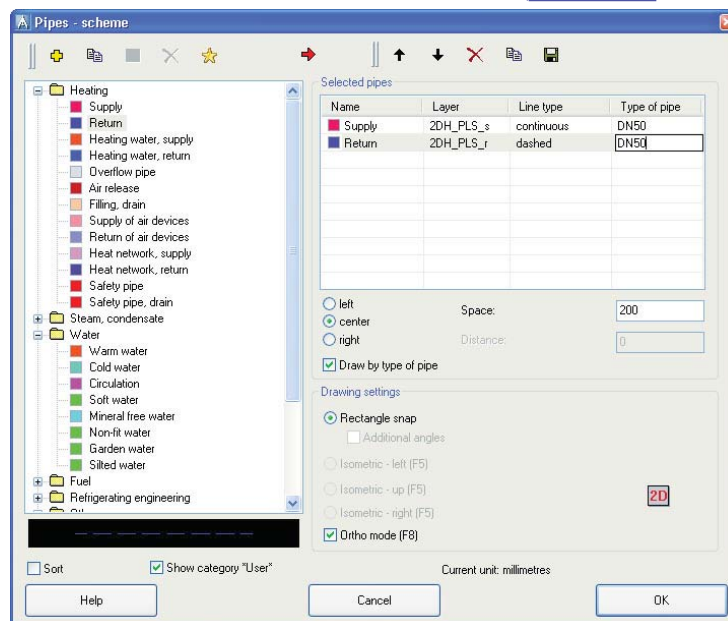 Pipes - scheme
Heating
Supply
Return
Heating water, supply
Heating water, return
Overflow pipe
Air release
Filling, drain
Supply of air devices
Return of air devices
Heat network, supply
Heat network, return
Safety pipe
Safety pipe, drain
Steam, condensate
Water
Warm water
Cold water
Circulation
Soft water
Mineral free water
Non-fit water
Garden water
Silted water
Fuel
Refrigerating engineering
Sort
Show category "User"
Selected pipes
Name Layer Line type Type of pipe
Supply 2DH_PLS_s continuous DN50
Return 2DH_PLS_r dashed DN50
left
center
right
Space: 200
Distance: 0
Draw by type of pipe
Drawing settings
Rectangle snap
Additional angles
Isometric - left (F5)
Isometric - up (F5)
Isometric - right (F5)
2D
Ortho mode (F8)
Current unit: millimetres
Help Cancel OK